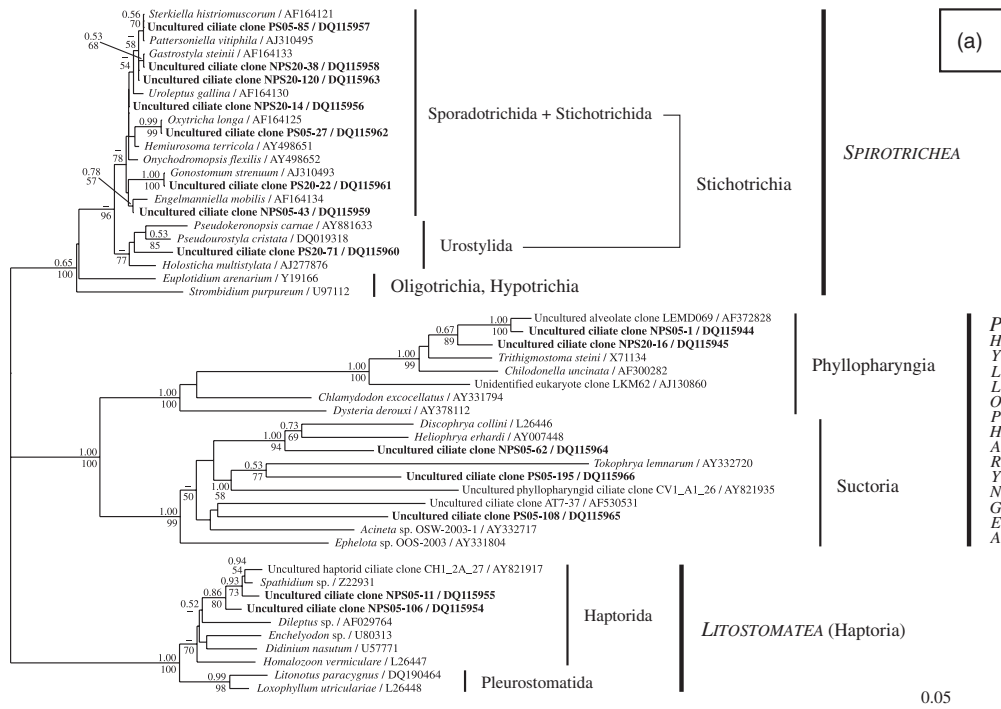 (a)
0.56
70
Sterkiella histriomuscorum / AF164121
Uncultured ciliate clone PS05-85 / DQ115957
Pattersoniella vitiphila / AJ310495
0.53
68
–
58
Gastrostyla steinii / AF164133
Uncultured ciliate clone NPS20-38 / DQ115958
–
54
Uncultured ciliate clone NPS20-120 / DQ115963
Uroleptus gallina / AF164130
Uncultured ciliate clone NPS20-14 / DQ115956
0.99
99
Oxytricha longa / AF164125
Uncultured ciliate clone PS05-27 / DQ115962
–
78
Hemiurosoma terricola / AY498651
Onychodromopsis flexilis / AY498652
0.78
57
1.00
100
Gonostomum strenuum / AJ310493
Uncultured ciliate clone PS20-22 / DQ115961
Engelmanniella mobilis / AF164134
Uncultured ciliate clone NPS05-43 / DQ115959
–
96
Pseudokeronopsis carnae / AY881633
0.53
85
Pseudourostyla cristata / DQ019318
Uncultured ciliate clone PS20-71 / DQ115960
–
77
Holosticha multistylata / AJ277876
0.65
100
Euplotidium arenarium / Y19166
Strombidium purpureum / U97112
Sporadotrichida + Stichotrichida
Stichotrichia
Urostylida
Oligotrichia, Hypotrichia
SPIROTRICHEA
Uncultured alveolate clone LEMD069 / AF372828
1.00
100
Uncultured ciliate clone NPS05-1 / DQ115944
0.67
89
Uncultured ciliate clone NPS20-16 / DQ115945
1.00
99
Trithigmostoma steini / X71134
Chilodonella uncinata / AF300282
1.00
100
Unidentified eukaryote clone LKM62 / AJ130860
1.00
100
Chlamydodon excocellatus / AY331794
Dysteria derouxi / AY378112
1.00
100
0.73
69
Discophrya collini / L26446
Heliophrya erhardi / AY007448
1.00
94
Uncultured ciliate clone NPS05-62 / DQ115964
0.53
77
Tokophrya lemnarum / AY332720
Uncultured ciliate clone PS05-195 / DQ115966
1.00
58
Uncultured phyllopharyngid ciliate clone CV1_A1_26 / AY821935
–
50
Uncultured ciliate clone AT7-37 / AF530531
Uncultured ciliate clone PS05-108 / DQ115965
1.00
99
Acineta sp. OSW-2003-1 / AY332717
Ephelota sp. OOS-2003 / AY331804
Phyllopharyngia
Suctoria
P
H
Y
L
L
O
P
H
A
R
Y
N
G
E
A
0.94
54
Uncultured haptorid ciliate clone CH1_2A_27 / AY821917
0.93
73
Spathidium sp. / Z22931
Uncultured ciliate clone NPS05-11 / DQ115955
0.86
80
Uncultured ciliate clone NPS05-106 / DQ115954
0.52
–
Dileptus sp. / AF029764
Enchelyodon sp. / U80313
–
70
Didinium nasutum / U57771
Homalozoon vermiculare / L26447
1.00
100
0.99
98
Litonotus paracygnus / DQ190464
Loxophyllum utriculariae / L26448
Haptorida
Pleurostomatida
LITOSTOMATEA (Haptoria)
0.05